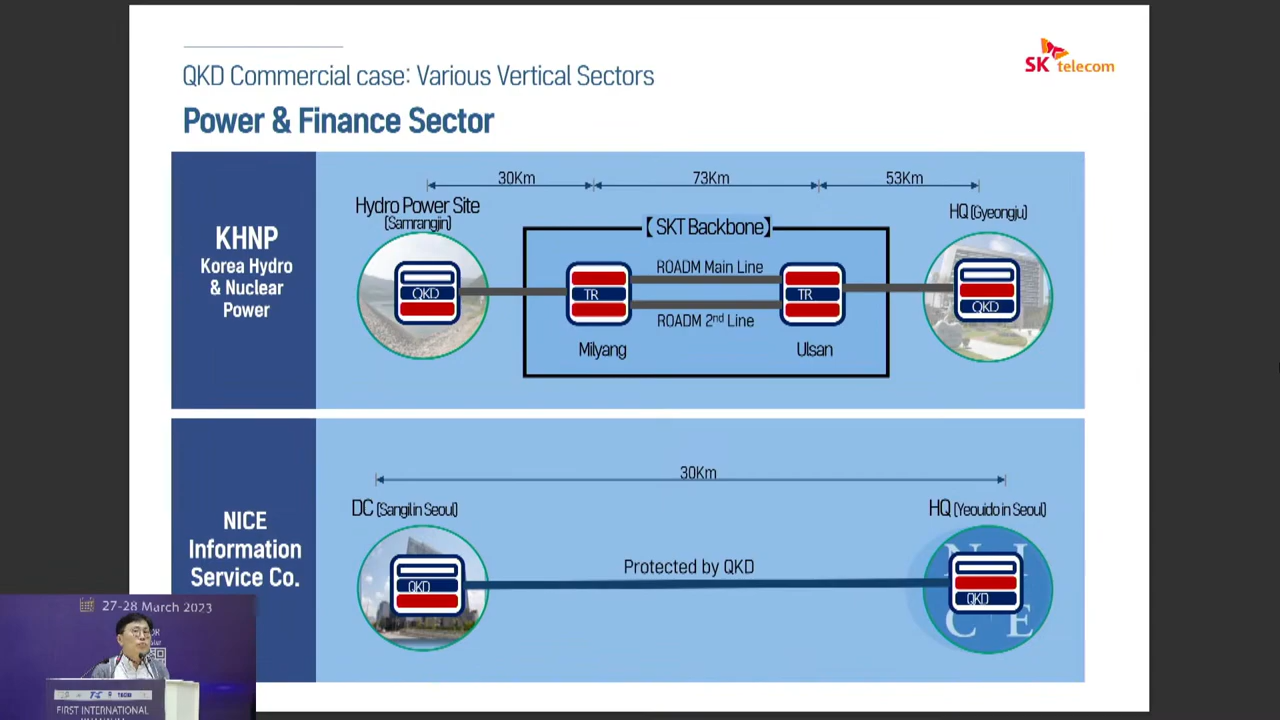 QKD Commercial case: Various Vertical Sectors
SK telecom
Power & Finance Sector
KHNP
Korea Hydro
& Nuclear
Power
30Km
73Km
53Km
Hydro Power Site
(Samrangjin)
HQ (Gyeongju)
【 SKT Backbone】
ROADM Main Line
QKD
TR
TR
QKD
ROADM 2nd Line
Milyang
Ulsan
NICE
Information
Service Co.
30Km
DC (Sangil in Seoul)
HQ (Yeouido in Seoul)
Protected by QKD
QKD
QKD
N I
C E
27-28 March 2023
FIRST INTERNATIONAL